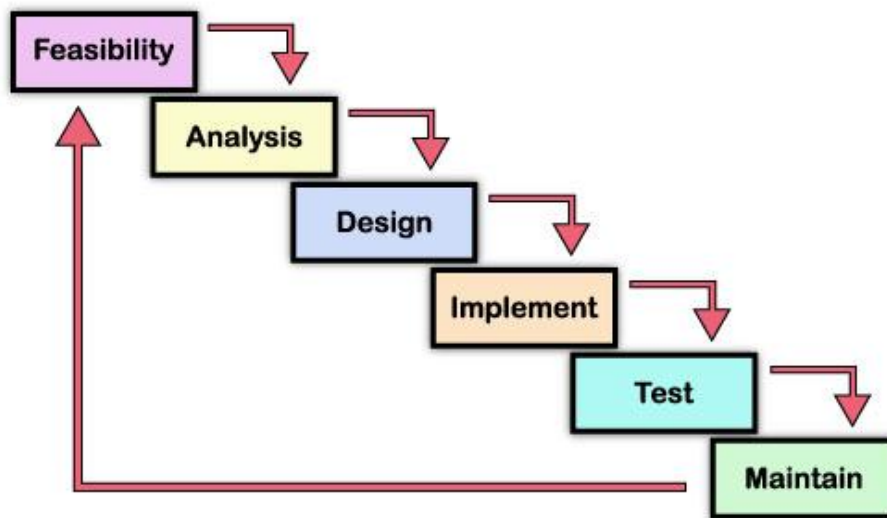 Feasibility
Analysis
Design
Implement
Test
Maintain